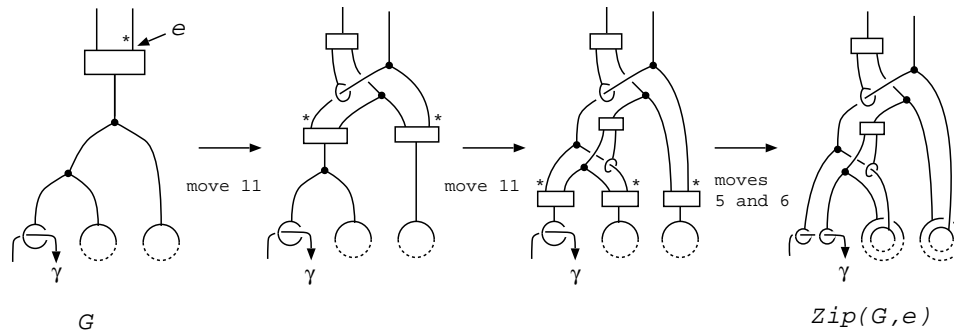 * e
* *
* * *
move 11
move 11
moves
5 and 6
γ
γ
γ
γ
G
Zip(G,e)